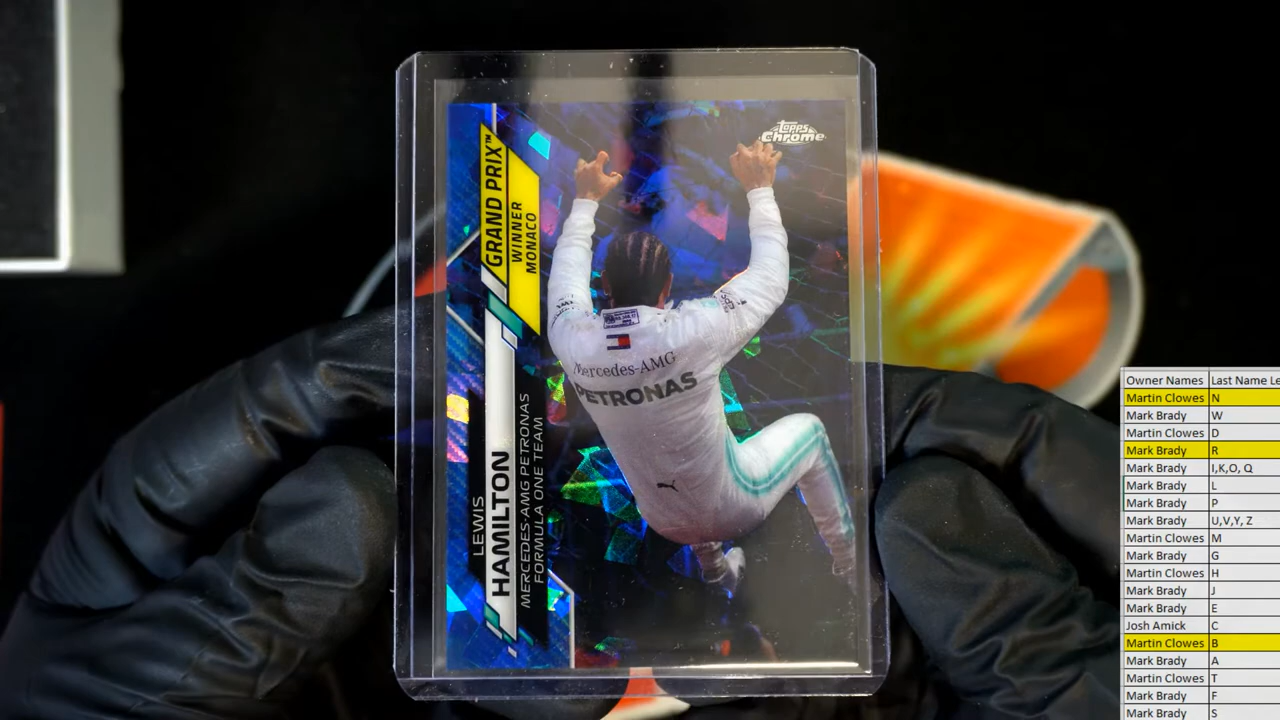 Topps
Chrome
GRAND PRIX™
WINNER
MONACO
Mercedes-AMG
PETRONAS
LEWIS
HAMILTON
MERCEDES-AMG PETRONAS
FORMULA ONE TEAM
Owner Names Last Name Le
Martin Clowes N
Mark Brady W
Martin Clowes D
Mark Brady R
Mark Brady I,K,O, Q
Mark Brady L
Mark Brady P
Mark Brady U,V,Y, Z
Martin Clowes M
Mark Brady G
Martin Clowes H
Mark Brady J
Mark Brady E
Josh Amick C
Martin Clowes B
Mark Brady A
Martin Clowes T
Mark Brady F
Mark Brady S